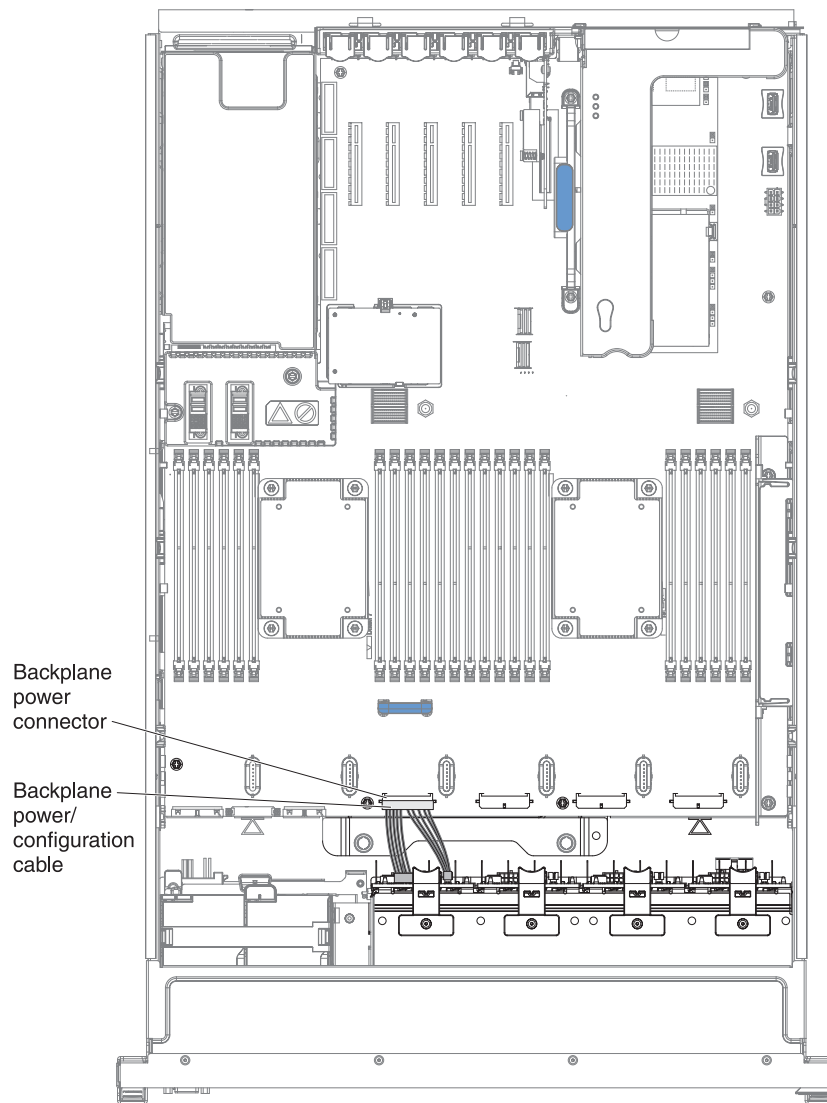 Backplane
power
connector
Backplane
power/
configuration
cable